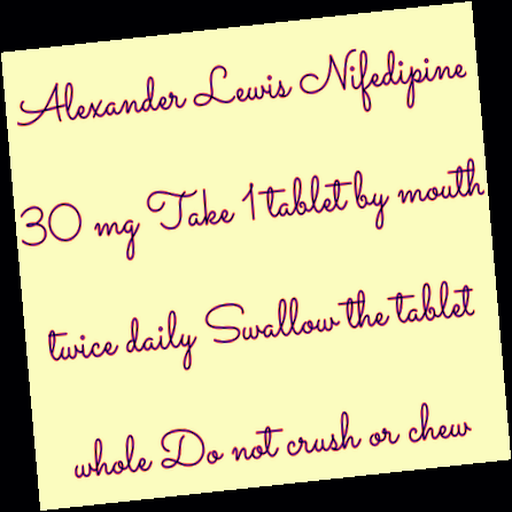 Alexander Lewis Nifedipine
30 mg Take 1 tablet by mouth
twice daily Swallow the tablet
whole Do not crush or chew